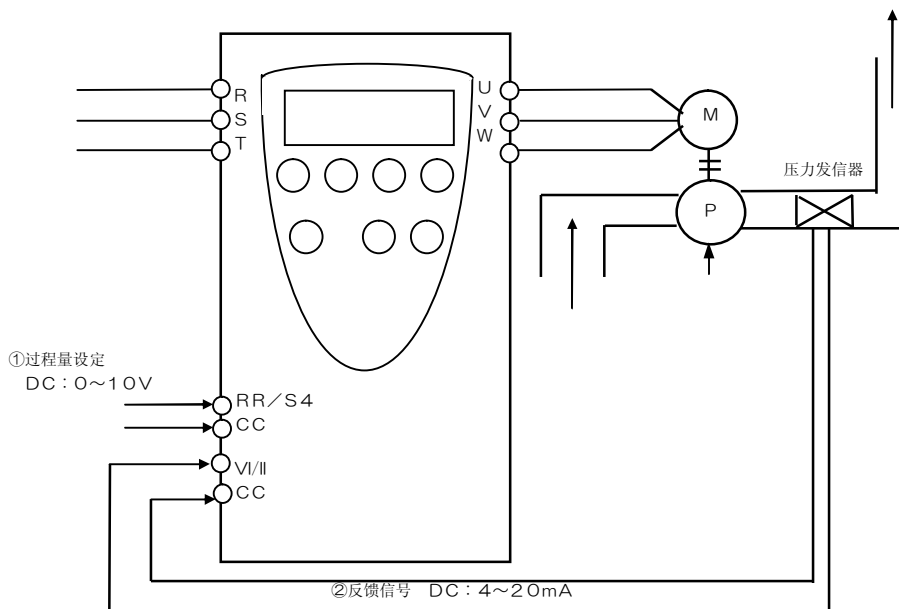 R
S
T
U
V
W
M
压力发信器
P
①过程量设定
DC：0～10V
RR／S4
CC
VI/II
CC
②反馈信号 DC：4～20mA